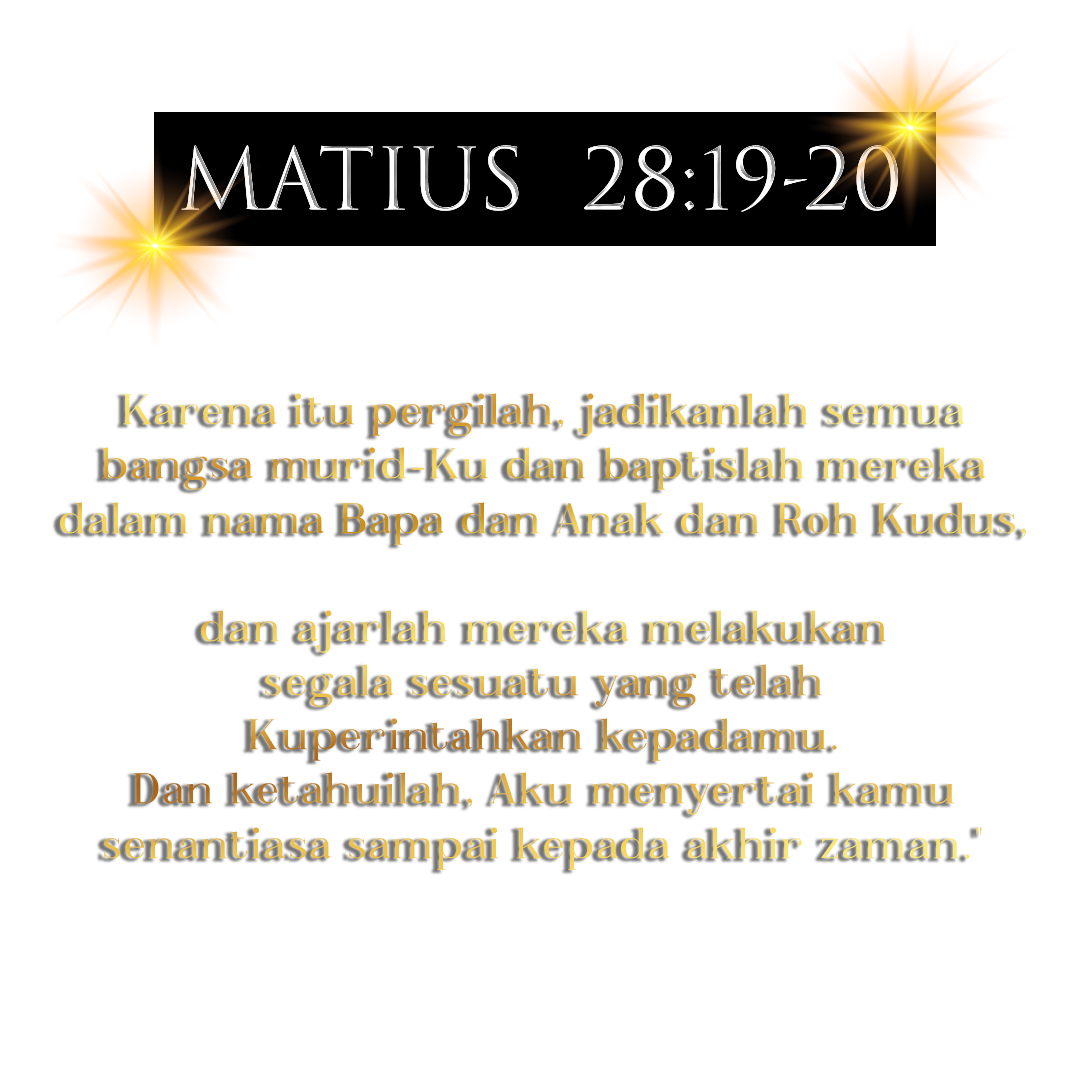 MATIUS 28:19-20
Karena itu pergilah, jadikanlah semua
bangsa murid-Ku dan baptislah mereka
dalam nama Bapa dan Anak dan Roh Kudus,
dan ajarlah mereka melakukan
segala sesuatu yang telah
Kuperintahkan kepadamu.
Dan ketahuilah, Aku menyertai kamu
senantiasa sampai kepada akhir zaman."